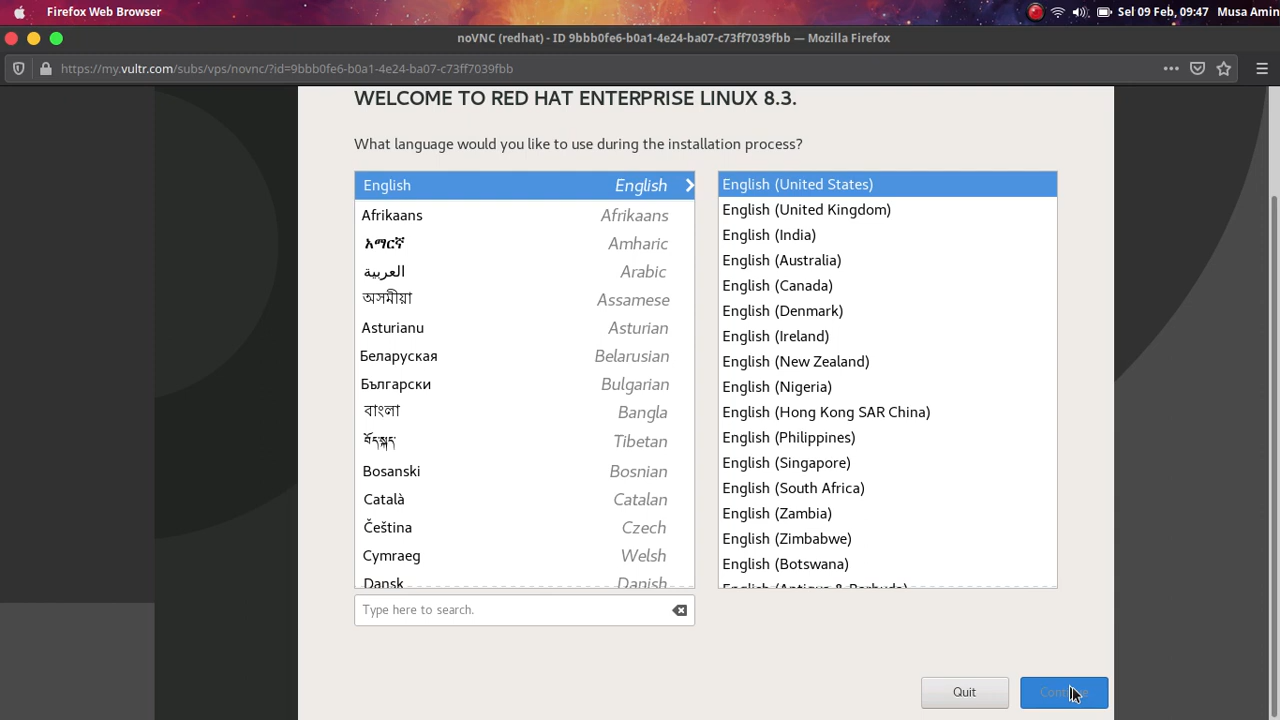 Firefox Web Browser
Sel 09 Feb, 09:47 Musa Amin
noVNC (redhat) - ID 9bbb0fe6-b0a1-4e24-ba07-c73ff7039fbb — Mozilla Firefox
https://my.vultr.com/subs/vps/novnc/?id=9bbb0fe6-b0a1-4e24-ba07-c73ff7039fbb
WELCOME TO RED HAT ENTERPRISE LINUX 8.3.
What language would you like to use during the installation process?
English English
Afrikaans Afrikaans
አማርኛ Amharic
العربية Arabic
অসমীয়া Assamese
Asturianu Asturian
Беларуская Belarusian
Български Bulgarian
বাংলা Bangla
བོད་སྐད་ Tibetan
Bosanski Bosnian
Català Catalan
Čeština Czech
Cymraeg Welsh
Dansk Danish
Type here to search.
English (United States)
English (United Kingdom)
English (India)
English (Australia)
English (Canada)
English (Denmark)
English (Ireland)
English (New Zealand)
English (Nigeria)
English (Hong Kong SAR China)
English (Philippines)
English (Singapore)
English (South Africa)
English (Zambia)
English (Zimbabwe)
English (Botswana)
English (Antigua & Barbuda)
Quit